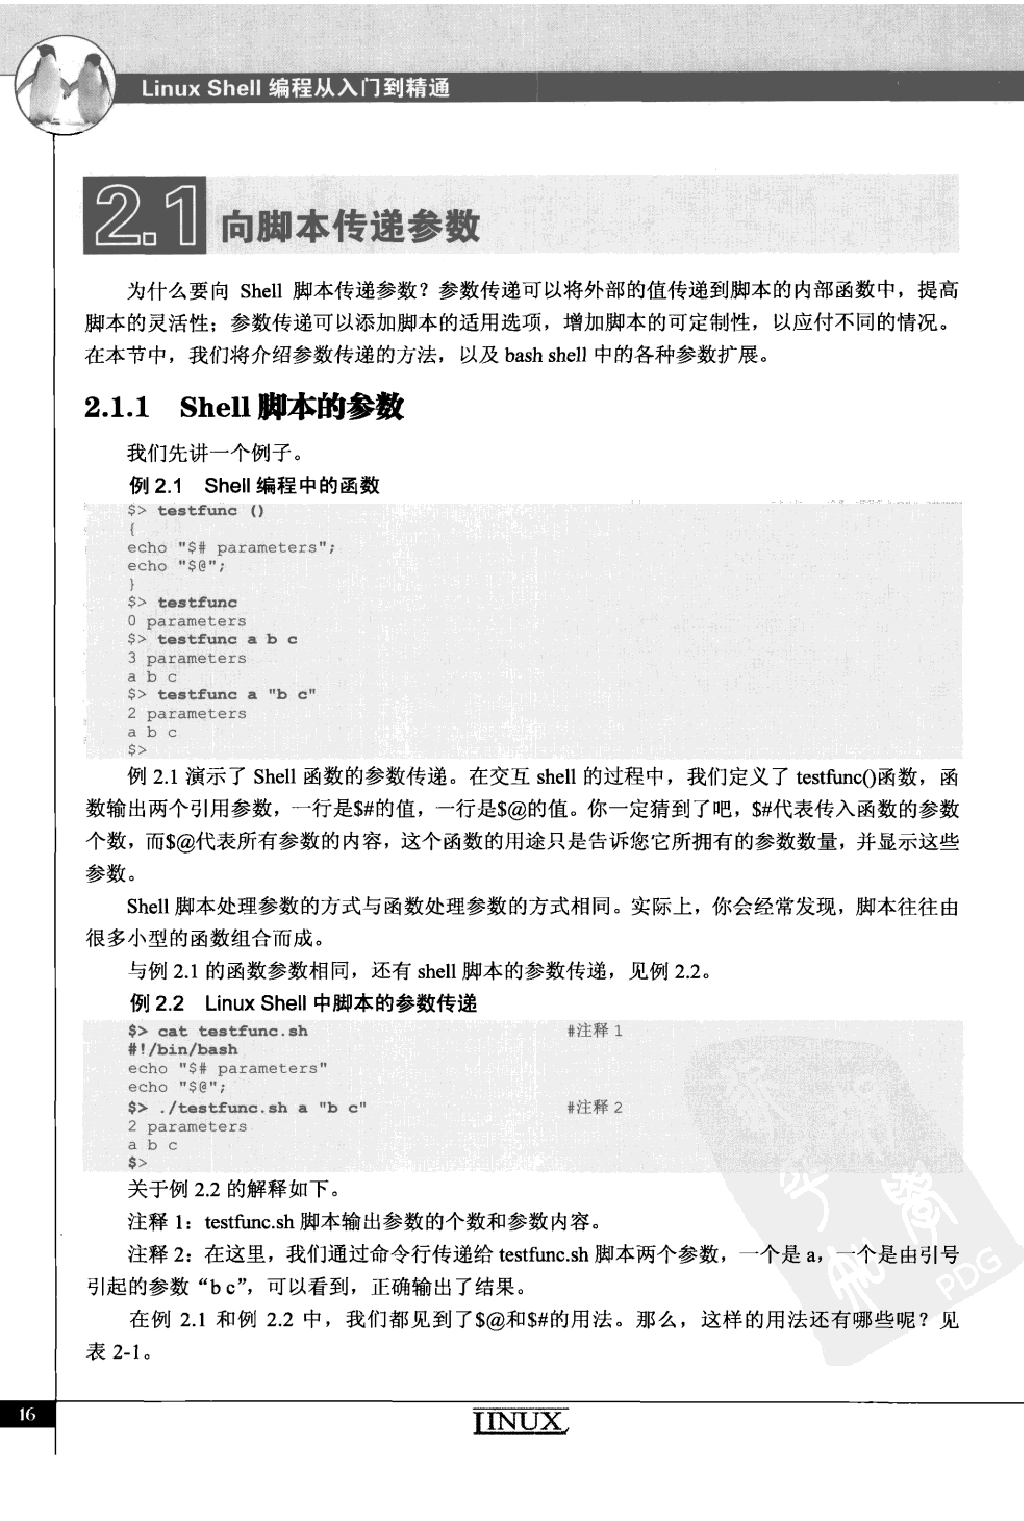 Linux Shell 编程从入门到精通
2.1 向脚本传递参数
为什么要向 Shell 脚本传递参数？参数传递可以将外部的值传递到脚本的内部函数中，提高
脚本的灵活性；参数传递可以添加脚本的适用选项，增加脚本的可定制性，以应付不同的情况。
在本节中，我们将介绍参数传递的方法，以及 bash shell 中的各种参数扩展。
2.1.1 Shell 脚本的参数
我们先讲一个例子。
例 2.1 Shell 编程中的函数
$> testfunc ()
{
echo "$# parameters";
echo "$@";
}
$> testfunc
0 parameters
$> testfunc a b c
3 parameters
a b c
$> testfunc a "b c"
2 parameters
a b c
$>
例 2.1 演示了 Shell 函数的参数传递。在交互 shell 的过程中，我们定义了 testfunc()函数，函
数输出两个引用参数，一行是$#的值，一行是$@的值。你一定猜到了吧，$#代表传入函数的参数
个数，而$@代表所有参数的内容，这个函数的用途只是告诉您它所拥有的参数数量，并显示这些
参数。
Shell 脚本处理参数的方式与函数处理参数的方式相同。实际上，你会经常发现，脚本往往由
很多小型的函数组合而成。
与例 2.1 的函数参数相同，还有 shell 脚本的参数传递，见例 2.2。
例 2.2 Linux Shell 中脚本的参数传递
$> cat testfunc.sh #注释 1
#!/bin/bash
echo "$# parameters"
echo "$@";
$> ./testfunc.sh a "b c" #注释 2
2 parameters
a b c
$>
关于例 2.2 的解释如下。
注释 1：testfunc.sh 脚本输出参数的个数和参数内容。
注释 2：在这里，我们通过命令行传递给 testfunc.sh 脚本两个参数，一个是 a，一个是由引号
引起的参数“b c”，可以看到，正确输出了结果。
在例 2.1 和例 2.2 中，我们都见到了$@和$#的用法。那么，这样的用法还有哪些呢？见
表 2-1。
PDG
16
LINUX